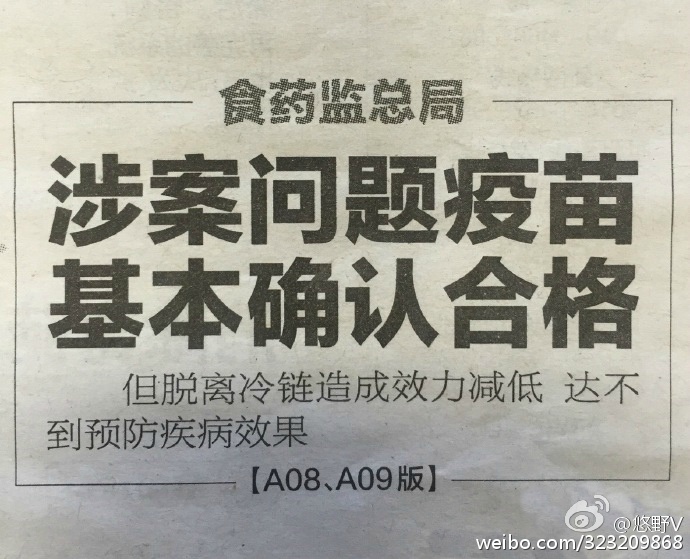 食药监总局
涉案问题疫苗
基本确认合格
但脱离冷链造成效力减低 达不
到预防疾病效果
【A08、A09版】
@悠野V
weibo.com/323209868